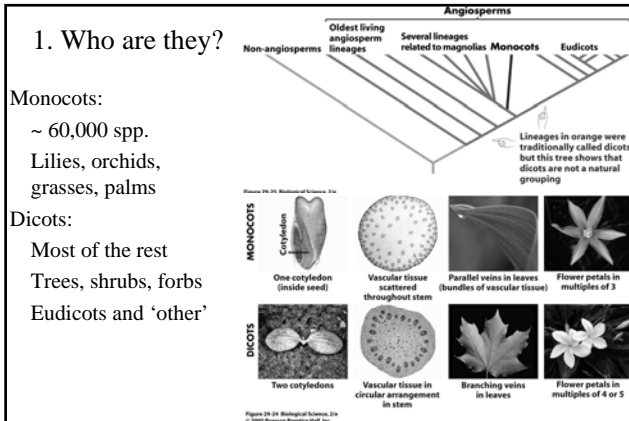 1. Who are they?
Monocots:
~ 60,000 spp.
Lilies, orchids,
grasses, palms
Dicots:
Most of the rest
Trees, shrubs, forbs
Eudicots and ‘other’
Angiosperms
Non-angiosperms
Oldest living
angiosperm
lineages
Several lineages
related to magnolias
Monocots
Eudicots
Lineages in orange were
traditionally called dicots
but this tree shows that
dicots are not a natural
grouping
Figure 29-25 Biological Science, 2/e
MONOCOTS
Cotyledon
One cotyledon
(inside seed)
Vascular tissue
scattered
throughout stem
Parallel veins in leaves
(bundles of vascular tissue)
Flower petals in
multiples of 3
DICOTS
Two cotyledons
Vascular tissue in
circular arrangement
in stem
Branching veins
in leaves
Flower petals in
multiples of 4 or 5
Figure 29-24 Biological Science, 2/e
© 2005 Pearson Prentice Hall, Inc.